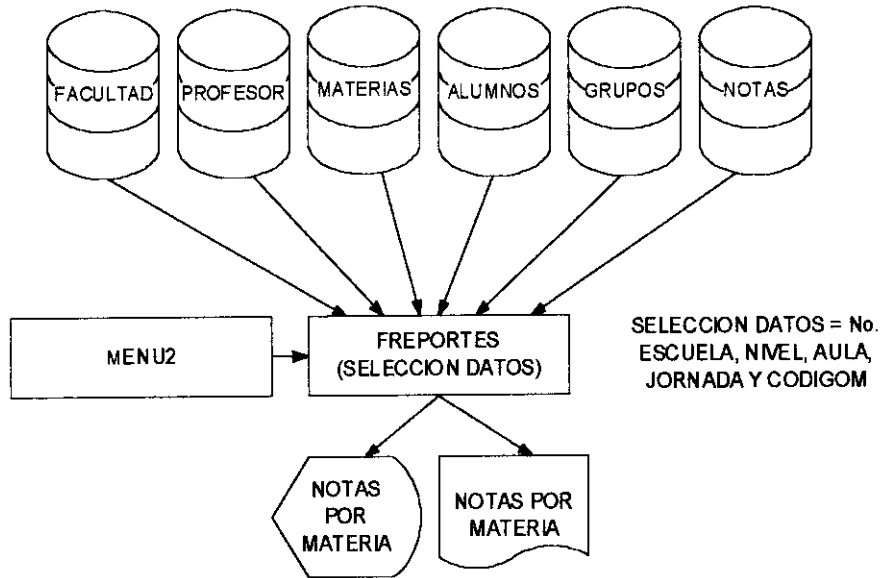 FACULTAD
PROFESOR
MATERIAS
ALUMNOS
GRUPOS
NOTAS
MENU2
FREPORTES
(SELECCION DATOS)
SELECCION DATOS = No.
ESCUELA, NIVEL, AULA,
JORNADA Y CODIGOM
NOTAS
POR
MATERIA
NOTAS POR
MATERIA